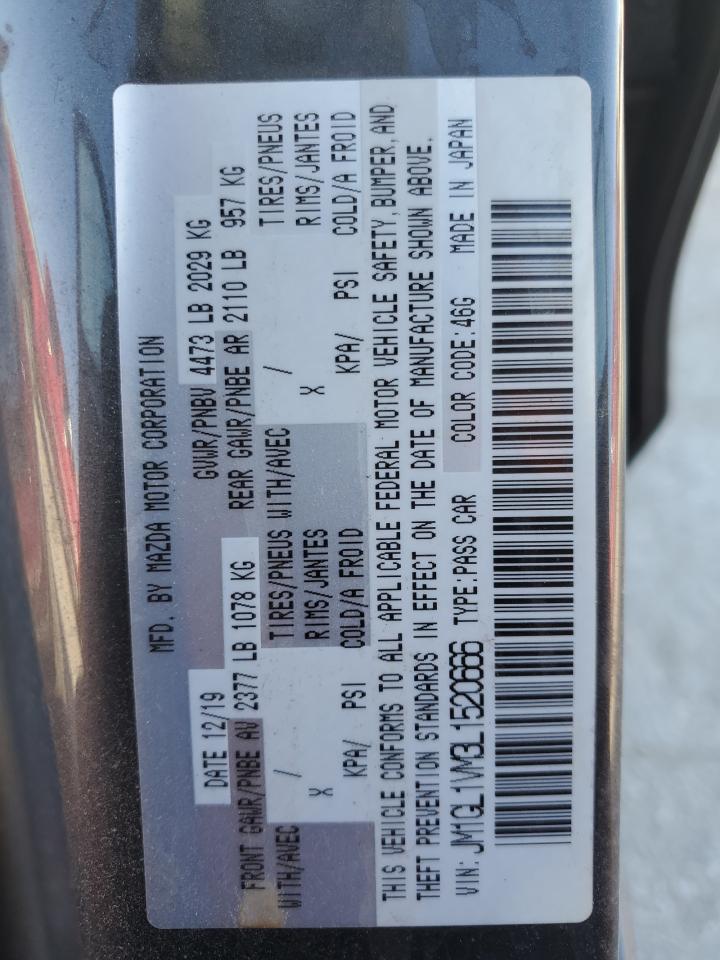 MFD. BY MAZDA MOTOR CORPORATION
DATE 12/19 GVWR/PNBV 4473 LB 2029 KG
FRONT GAWR/PNBE AV 2377 LB 1078 KG REAR GAWR/PNBE AR 2110 LB 957 KG
WITH/AVEC / TIRES/PNEUS WITH/AVEC / TIRES/PNEUS
X RIMS/JANTES X RIMS/JANTES
KPA/ PSI COLD/A FROID KPA/ PSI COLD/A FROID
THIS VEHICLE CONFORMS TO ALL APPLICABLE FEDERAL MOTOR VEHICLE SAFETY, BUMPER, AND
THEFT PREVENTION STANDARDS IN EFFECT ON THE DATE OF MANUFACTURE SHOWN ABOVE.
VIN: JM1GL1VM3L1520666 TYPE:PASS CAR COLOR CODE:46G MADE IN JAPAN